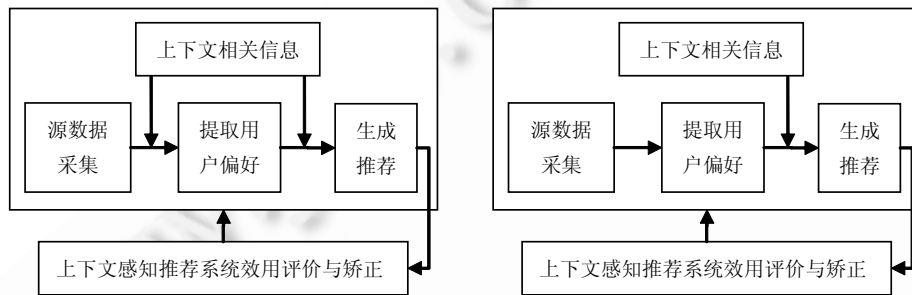 上下文相关信息
源数据
采集
提取用
户偏好
生成
推荐
上下文感知推荐系统效用评价与矫正
上下文相关信息
源数据
采集
提取用
户偏好
生成
推荐
上下文感知推荐系统效用评价与矫正